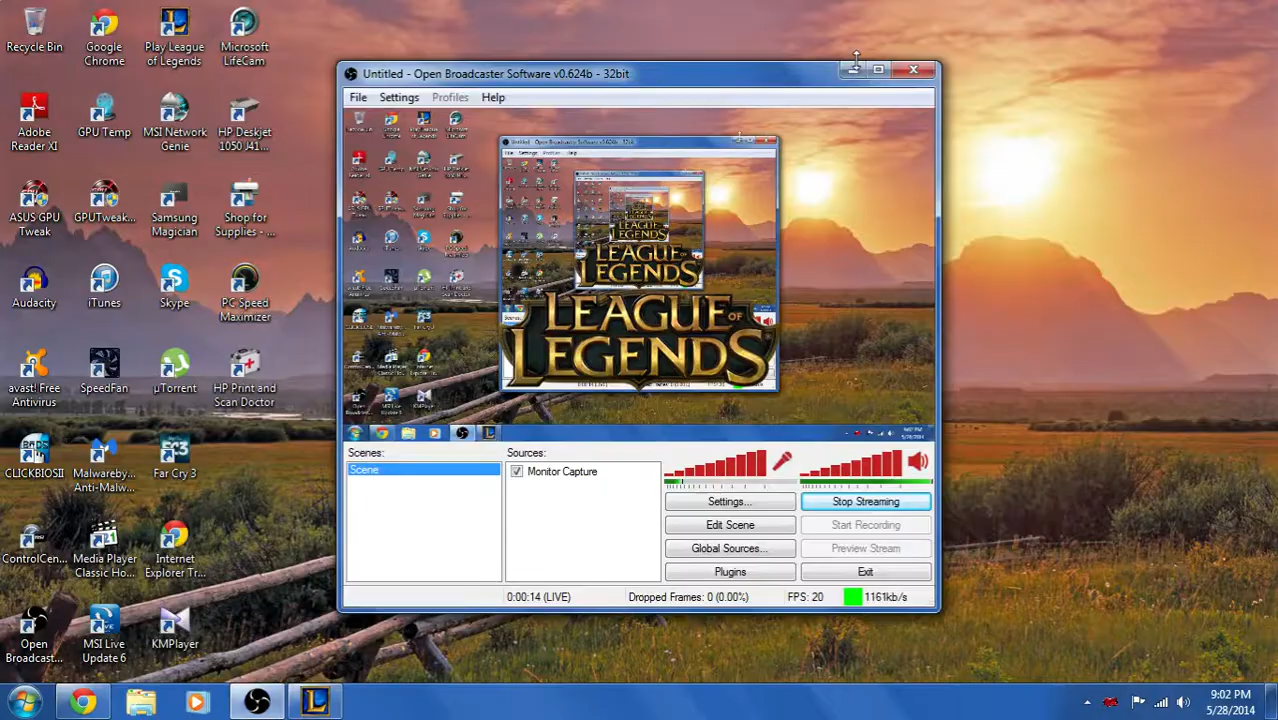 Recycle Bin
Google
Chrome
Play League
of Legends
Microsoft
LifeCam
Adobe
Reader XI
GPU Temp
MSI Network
Genie
HP Deskjet
1050 J41...
ASUS GPU
Tweak
GPUTweak...
Samsung
Magician
Shop for
Supplies - ...
Audacity
iTunes
Skype
PC Speed
Maximizer
avast! Free
Antivirus
SpeedFan
µTorrent
HP Print and
Scan Doctor
CLICKBIOSII
Malwareby...
Anti-Malw...
Far Cry 3
ControlCen...
Media Player
Classic Ho...
Internet
Explorer Tr...
Open
Broadcast...
MSI Live
Update 6
KMPlayer
Untitled - Open Broadcaster Software v0.624b - 32bit
File Settings Profiles Help
LEAGUE OF
LEGENDS
LEAGUE OF
LEGENDS
Scenes:
Scene
Sources:
Monitor Capture
Settings...
Stop Streaming
Edit Scene
Start Recording
Global Sources...
Preview Stream
Plugins
Exit
0:00:14 (LIVE)
Dropped Frames: 0 (0.00%)
FPS: 20
1161kb/s
9:02 PM
5/28/2014